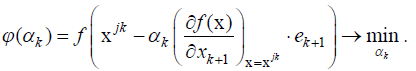 φ(α_k) = f( x^{jk} − α_k ( ∂f(x) / ∂x_{k+1} )_{x=x^{jk}} · e_{k+1} ) → min_{α_k} .